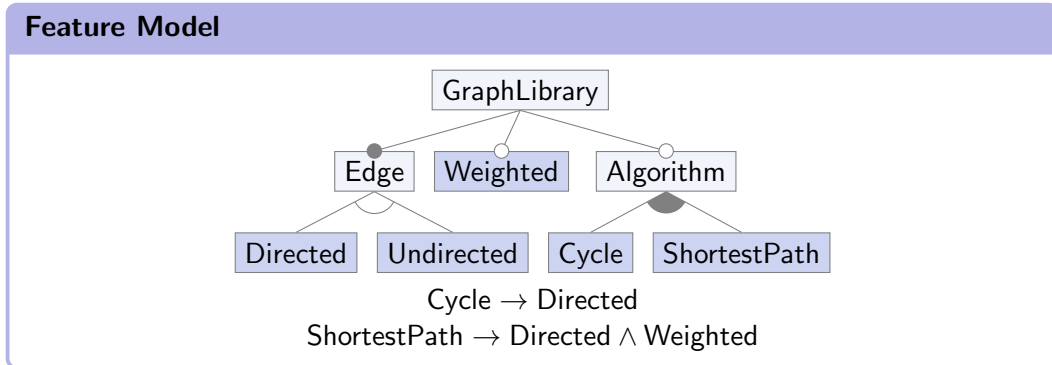 Feature Model
GraphLibrary
Edge Weighted Algorithm
Directed Undirected Cycle ShortestPath
Cycle → Directed
ShortestPath → Directed ∧ Weighted